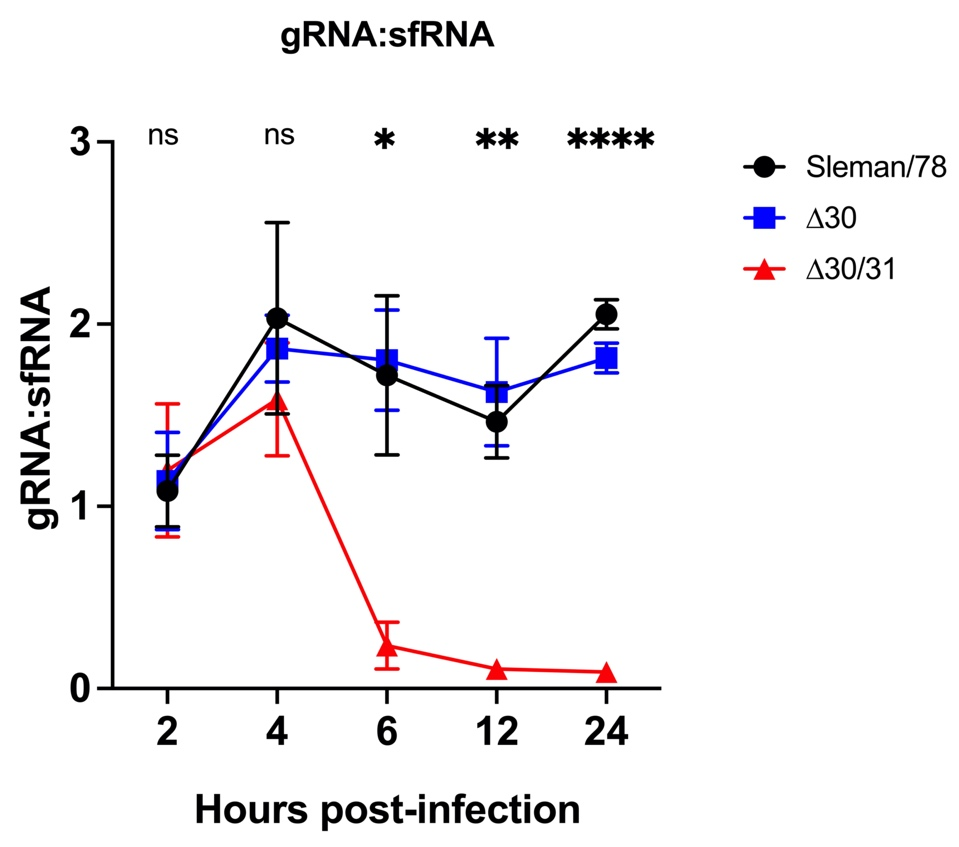 gRNA:sfRNA
ns ns * ** ****
Sleman/78
Δ30
Δ30/31
gRNA:sfRNA
3
2
1
0
2 4 6 12 24
Hours post-infection